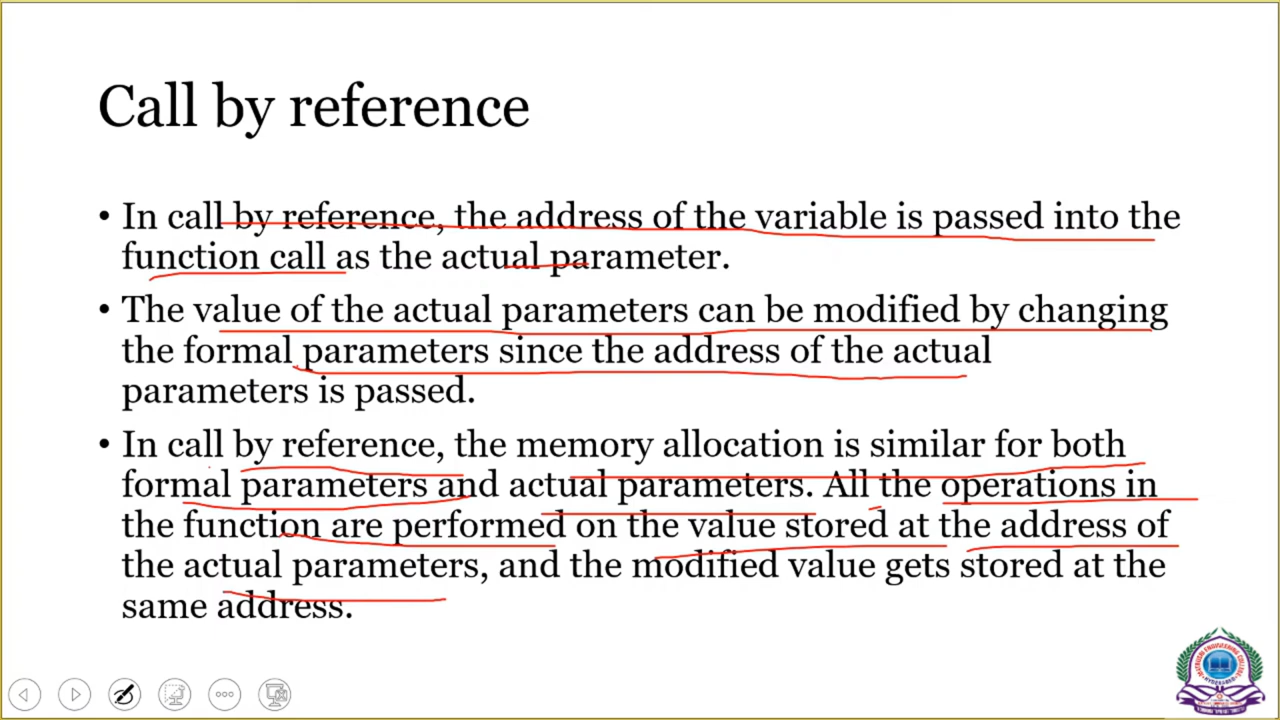 Call by reference
• In call by reference, the address of the variable is passed into the
function call as the actual parameter.
• The value of the actual parameters can be modified by changing
the formal parameters since the address of the actual
parameters is passed.
• In call by reference, the memory allocation is similar for both
formal parameters and actual parameters. All the operations in
the function are performed on the value stored at the address of
the actual parameters, and the modified value gets stored at the
same address.